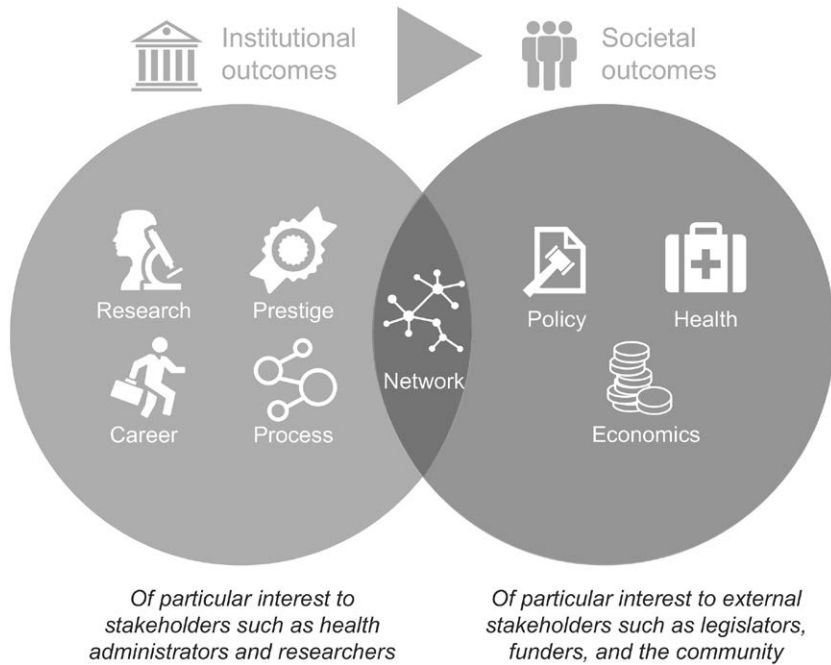 Institutional
outcomes
Societal
outcomes
Research
Prestige
Career
Process
Network
Policy
Health
Economics
Of particular interest to
stakeholders such as health
administrators and researchers
Of particular interest to external
stakeholders such as legislators,
funders, and the community